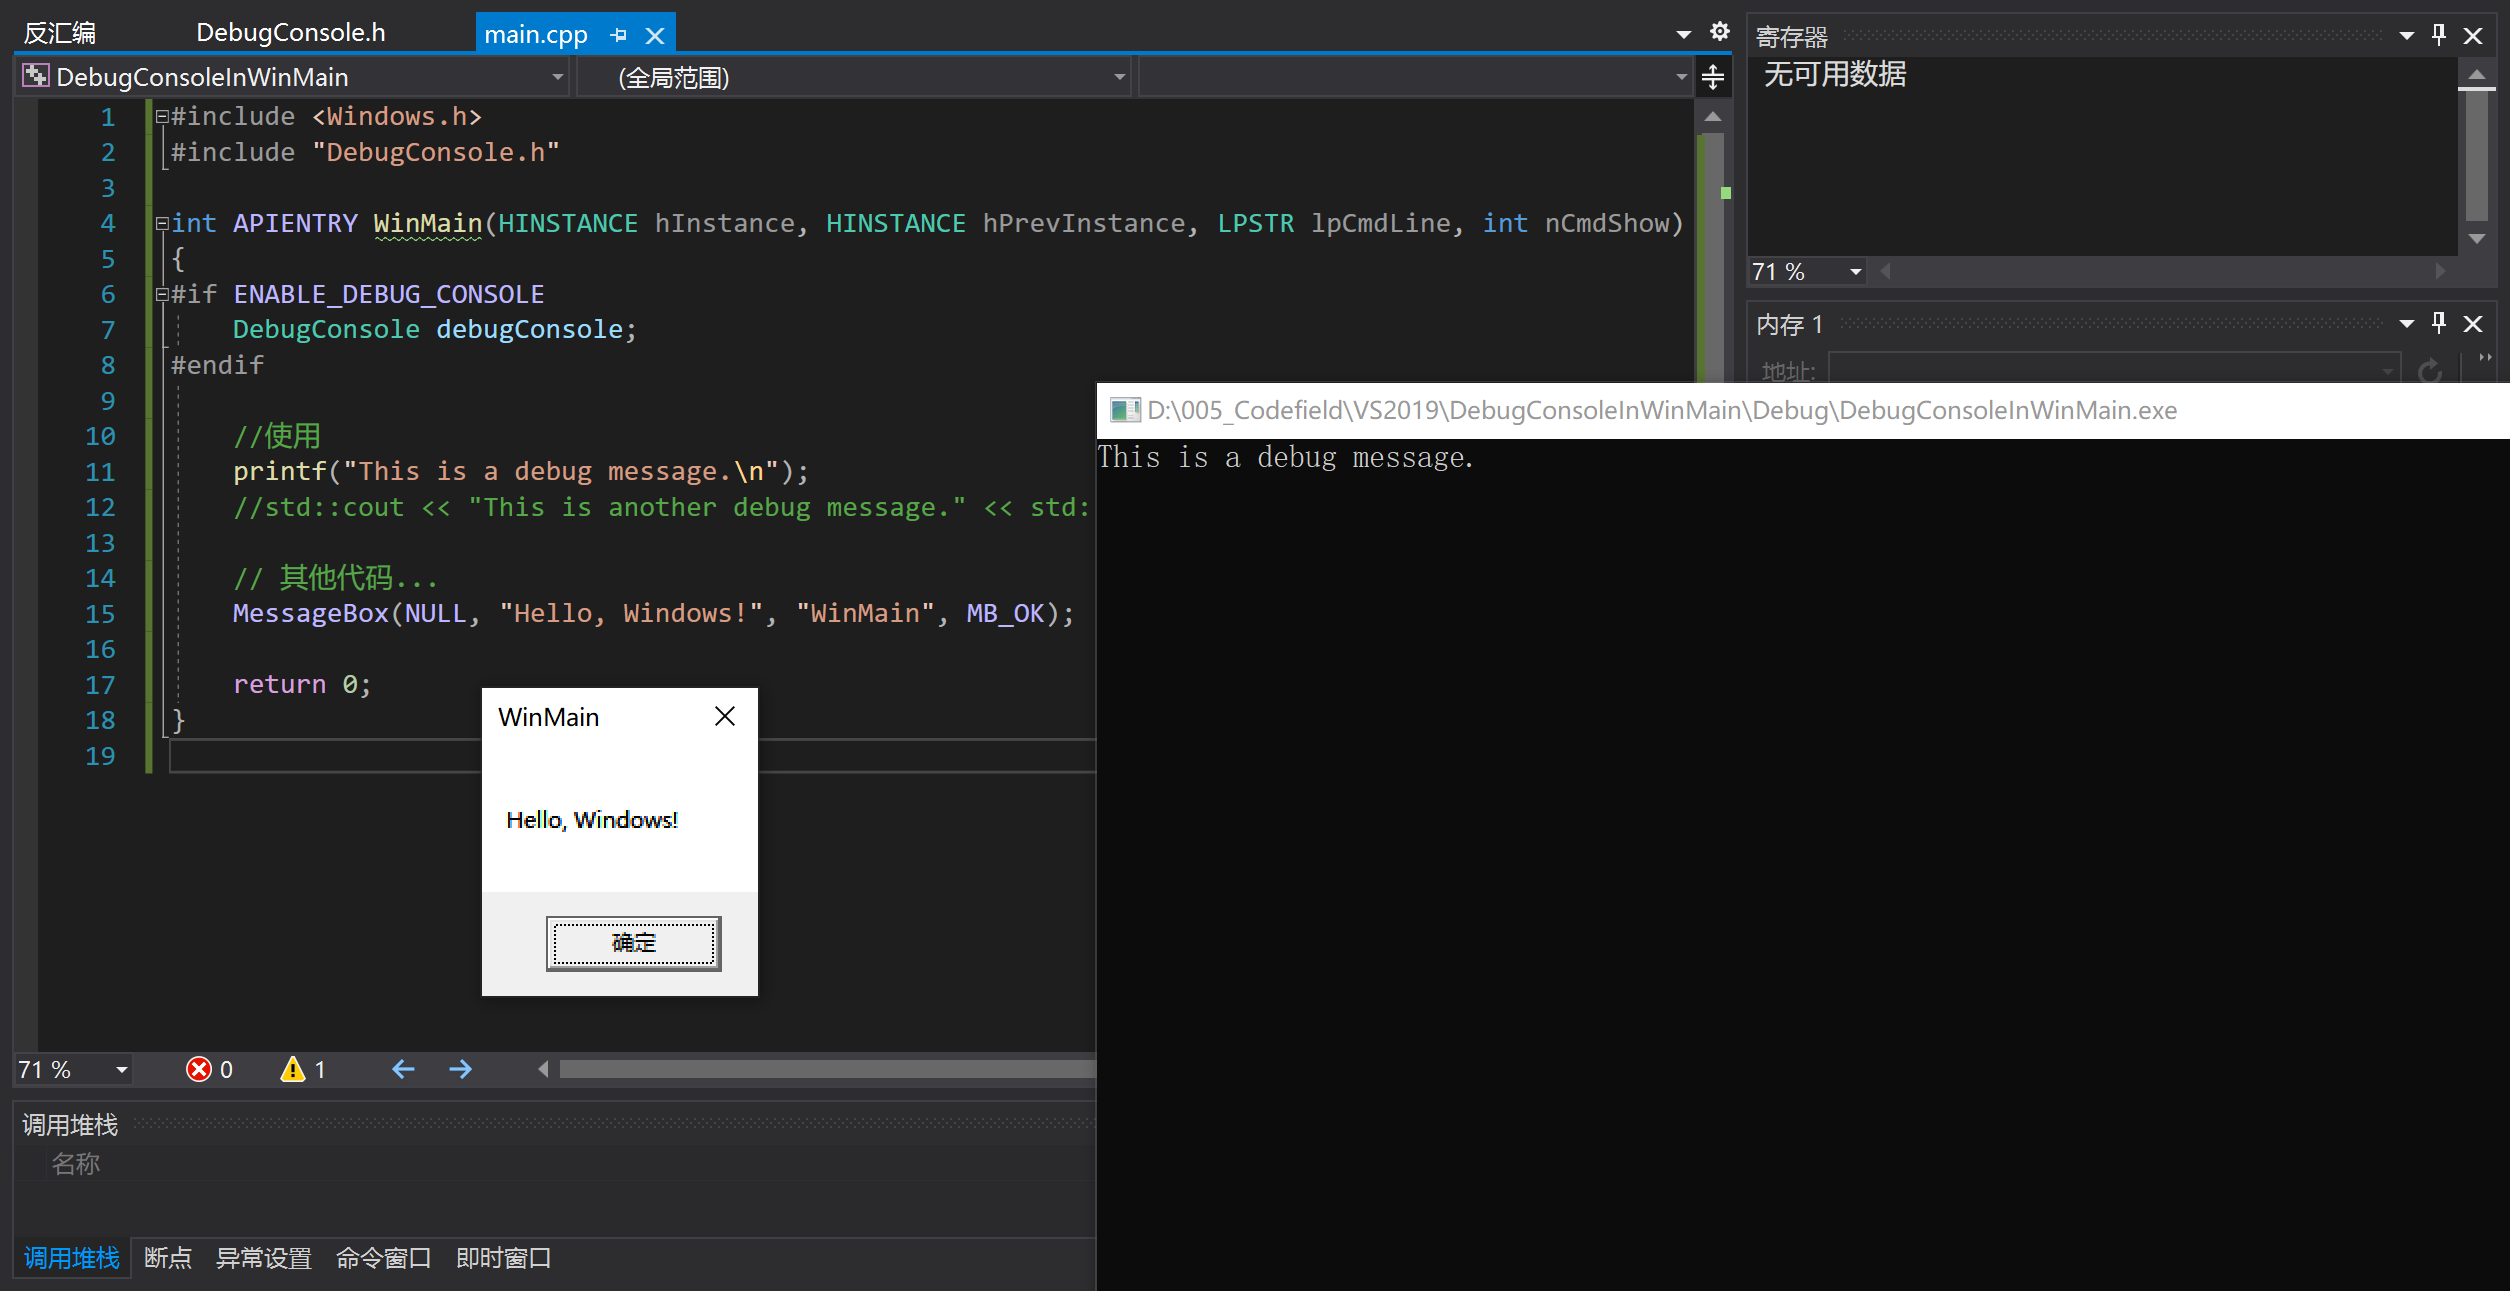 反汇编 DebugConsole.h main.cpp
DebugConsoleInWinMain (全局范围)
1 #include <Windows.h>
2 #include "DebugConsole.h"
3
4 int APIENTRY WinMain(HINSTANCE hInstance, HINSTANCE hPrevInstance, LPSTR lpCmdLine, int nCmdShow)
5 {
6 #if ENABLE_DEBUG_CONSOLE
7 DebugConsole debugConsole;
8 #endif
9
10 //使用
11 printf("This is a debug message.\n");
12 //std::cout << "This is another debug message." << std:
13
14 // 其他代码...
15 MessageBox(NULL, "Hello, Windows!", "WinMain", MB_OK);
16
17 return 0;
18 }
19
WinMain
Hello, Windows!
确定
71 % 0 1
调用堆栈
名称
调用堆栈 断点 异常设置 命令窗口 即时窗口
寄存器
无可用数据
71 %
内存 1
地址:
D:\005_Codefield\VS2019\DebugConsoleInWinMain\Debug\DebugConsoleInWinMain.exe
This is a debug message.